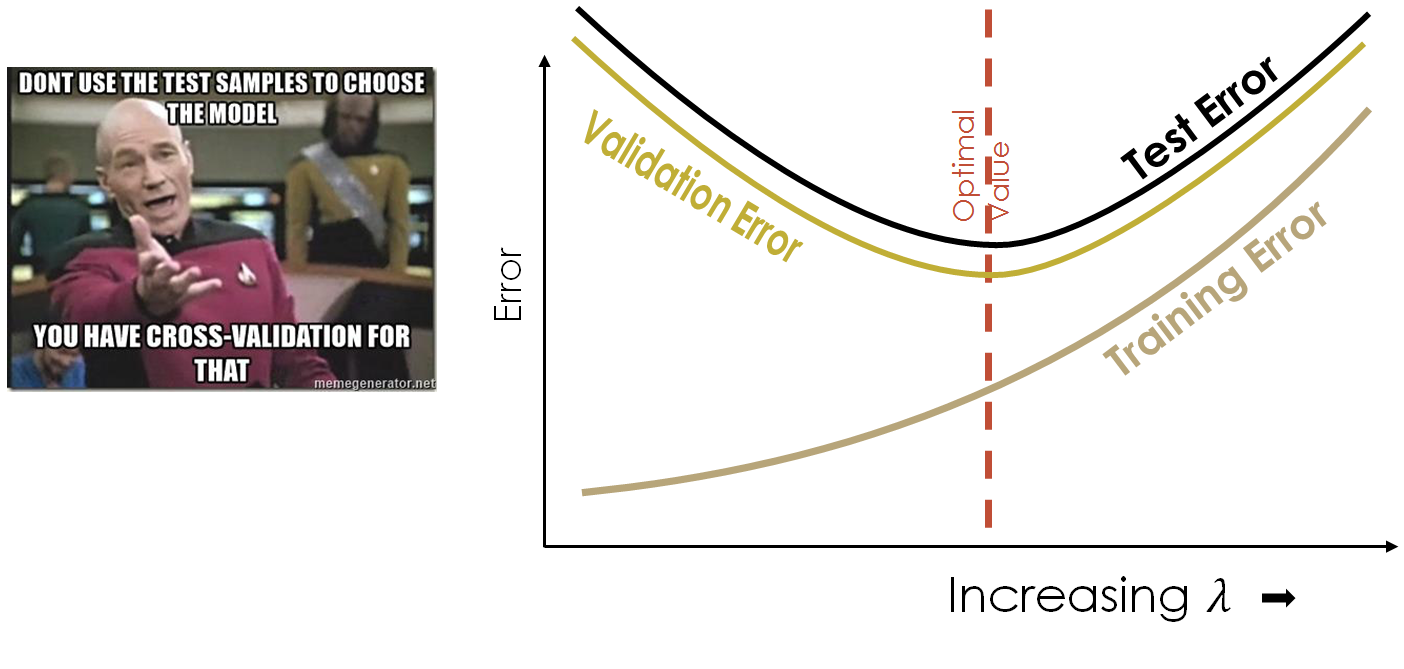 DONT USE THE TEST SAMPLES TO CHOOSE
THE MODEL
YOU HAVE CROSS-VALIDATION FOR
THAT
memegenerator.net
Error
Validation Error
Optimal
Value
Test Error
Training Error
Increasing λ ➡